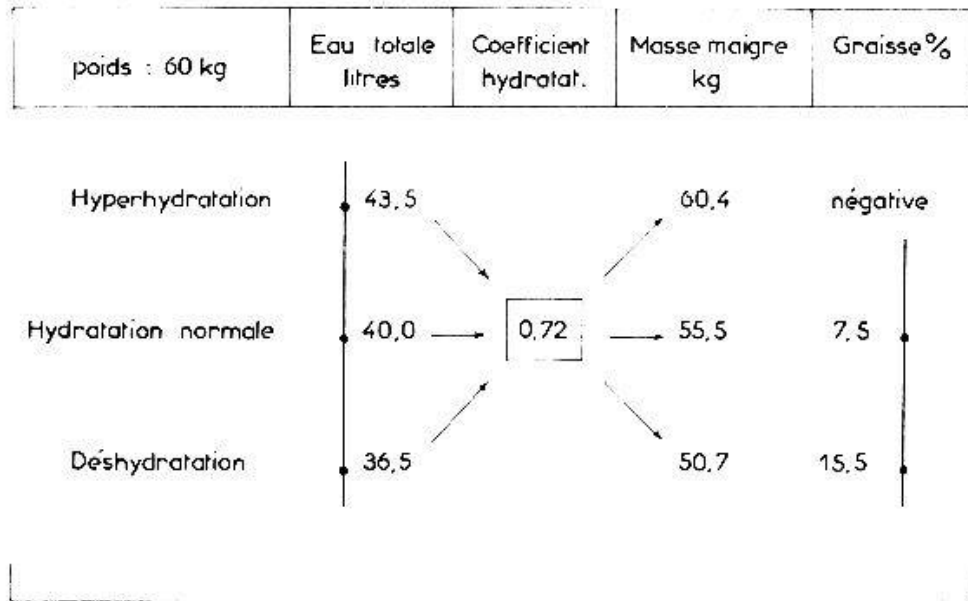 poids : 60 kg
Eau totale
litres
Coefficient
hydratat.
Masse maigre
kg
Graisse %
Hyperhydratation
43,5
60,4
négative
Hydratation normale
40,0
0,72
55,5
7,5
Déshydratation
36,5
50,7
15,5